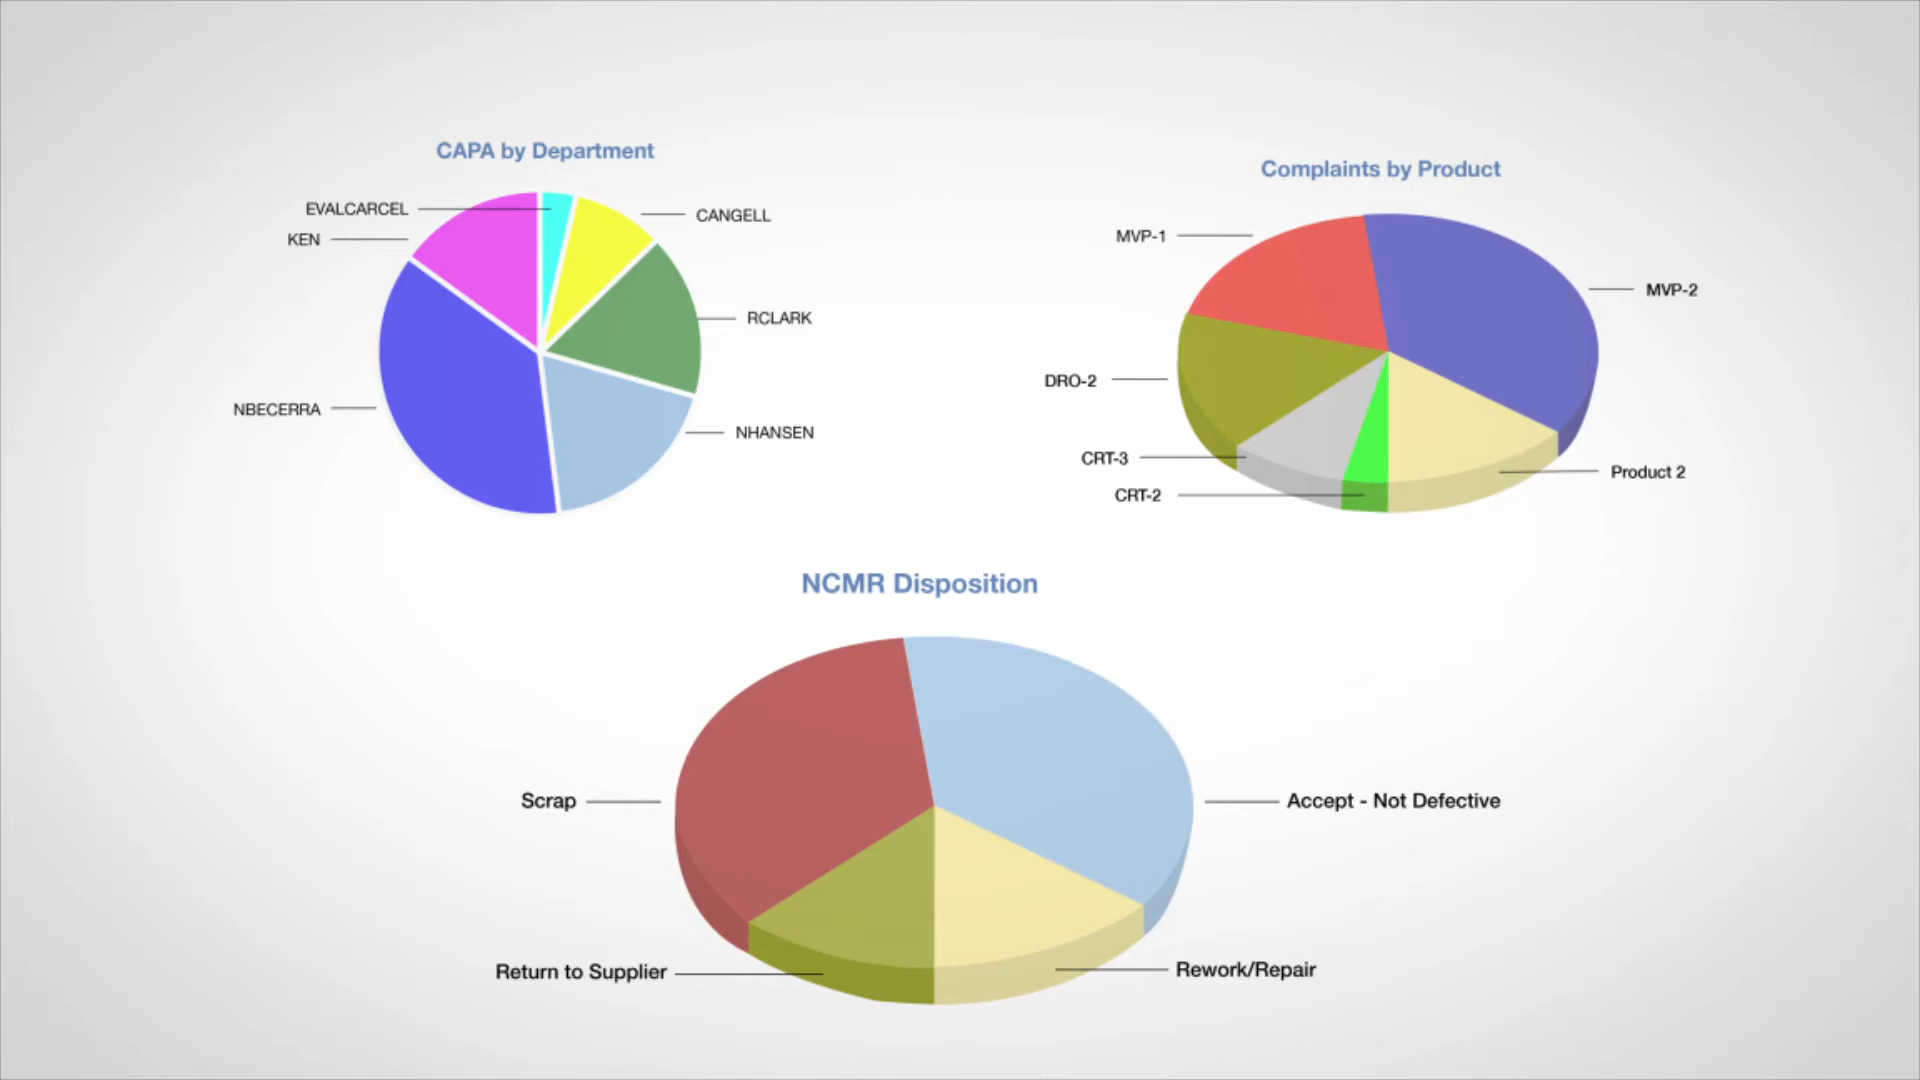 CAPA by Department
EVALCARCEL
KEN
CANGELL
RCLARK
NBECERRA
NHANSEN
Complaints by Product
MVP-1
MVP-2
DRO-2
CRT-3
CRT-2
Product 2
NCMR Disposition
Scrap
Accept - Not Defective
Return to Supplier
Rework/Repair